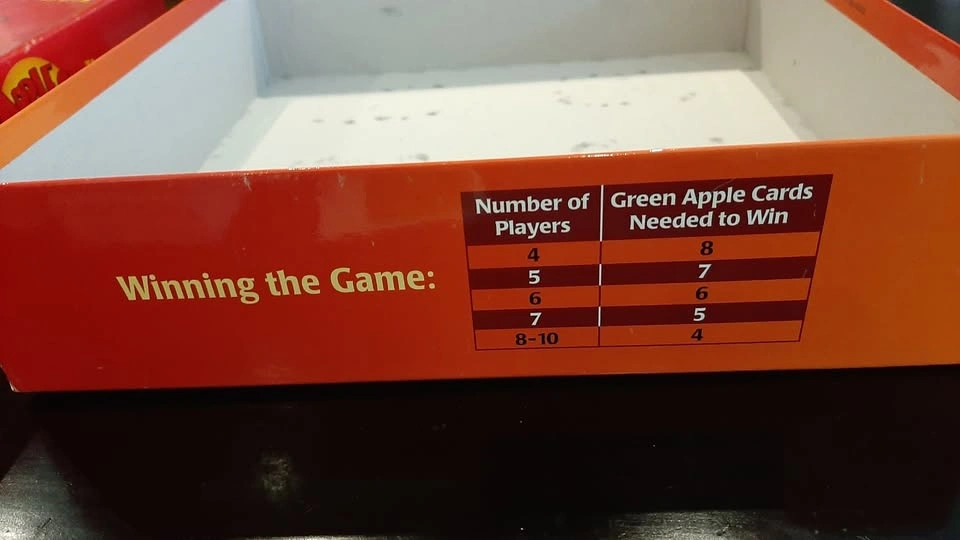 Winning the Game:
Number of Players | Green Apple Cards Needed to Win
4 | 8
5 | 7
6 | 6
7 | 5
8-10 | 4